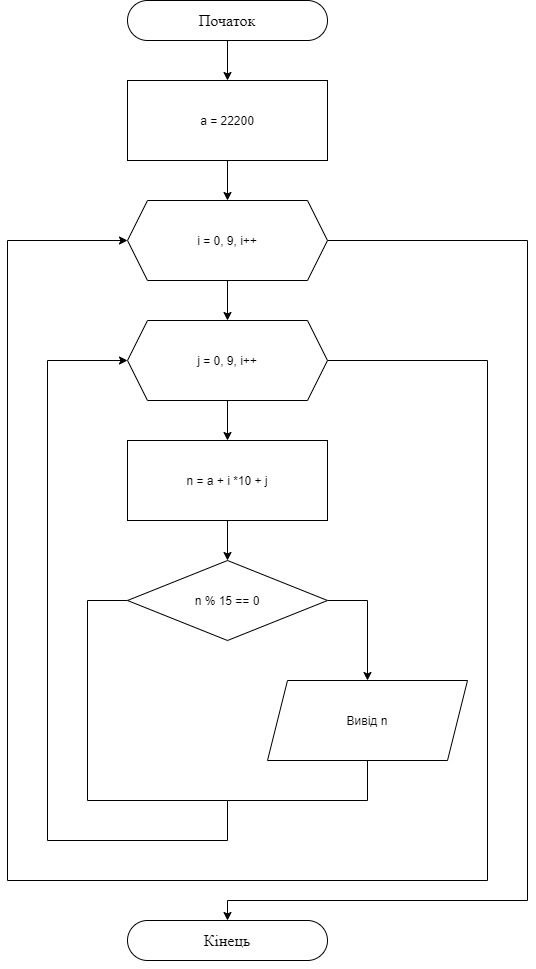 Початок
a = 22200
i = 0, 9, i++
j = 0, 9, i++
n = a + i *10 + j
n % 15 == 0
Вивід n
Кінець